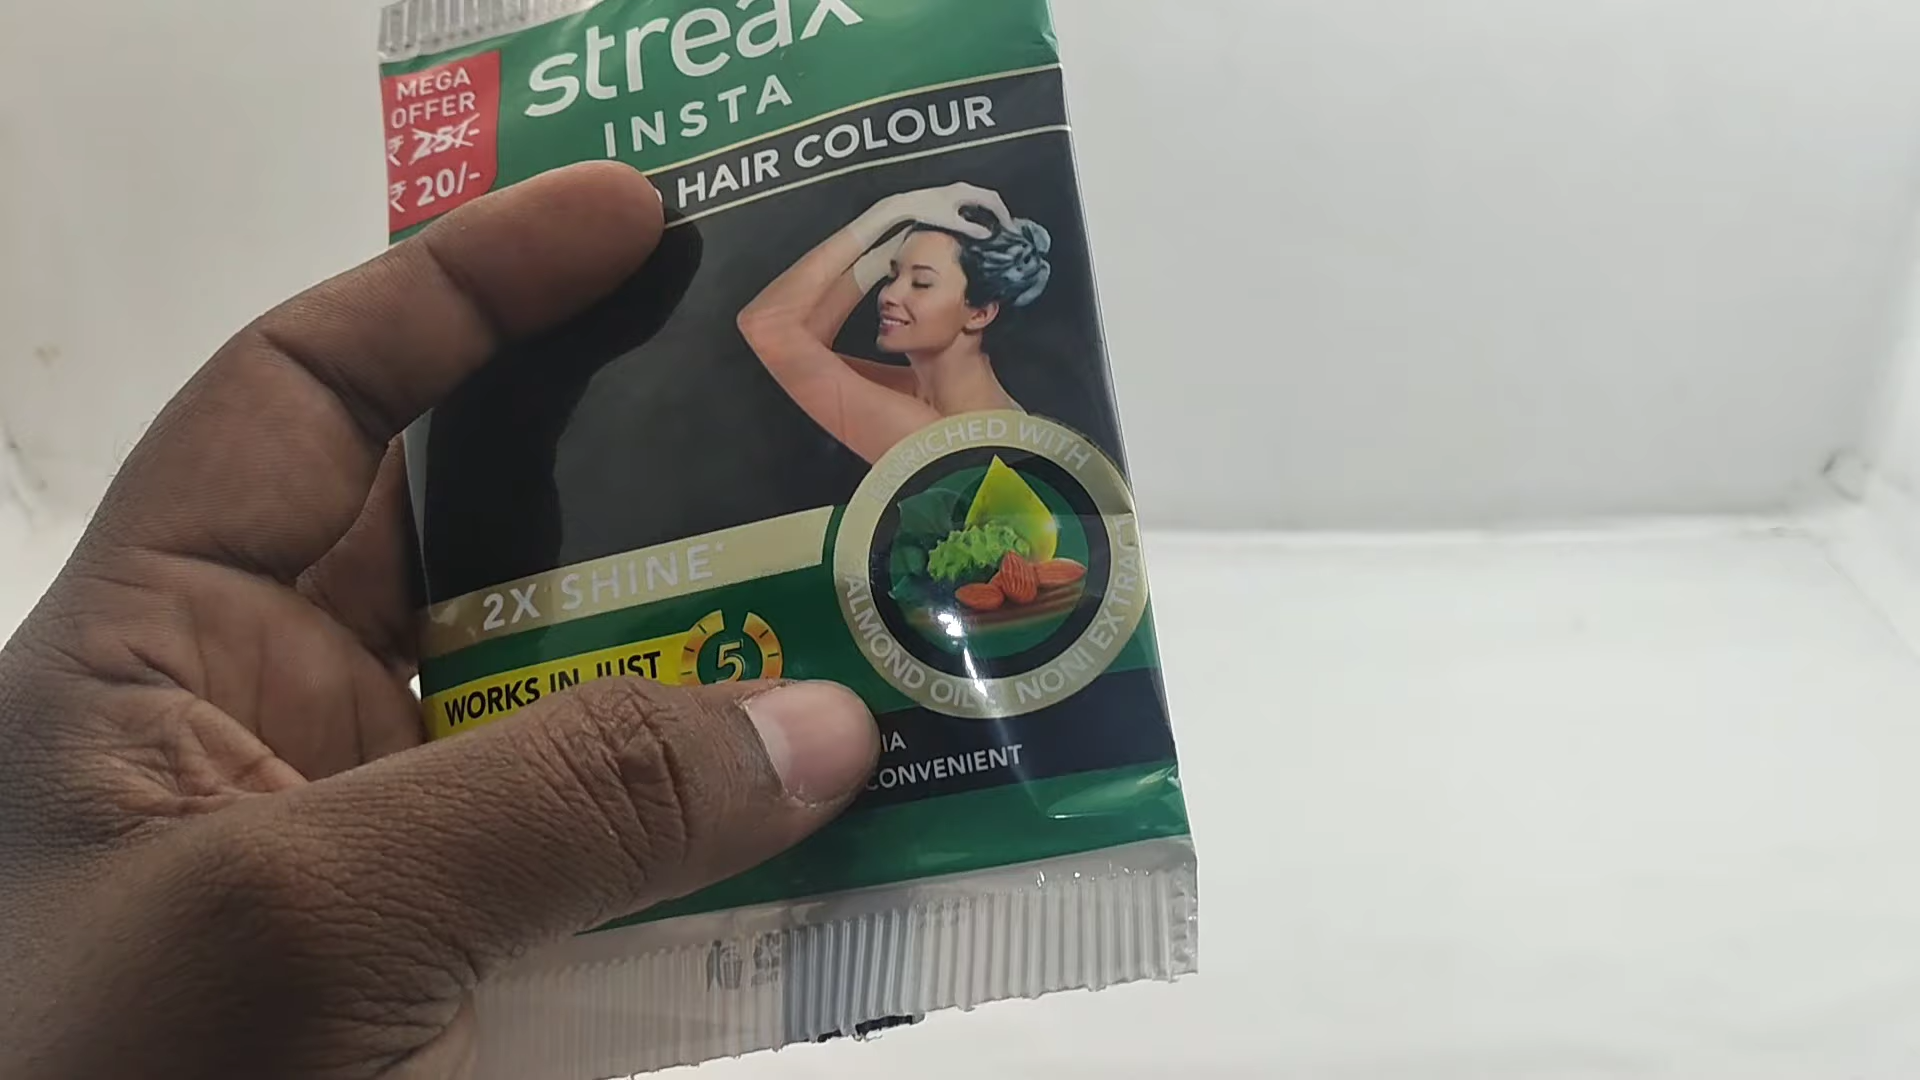 streax
INSTA
HAIR COLOUR
MEGA
OFFER
₹ 25/-
₹ 20/-
ENRICHED WITH
ALMOND OIL & NONI EXTRACT
2X SHINE*
WORKS IN JUST
5
CONVENIENT